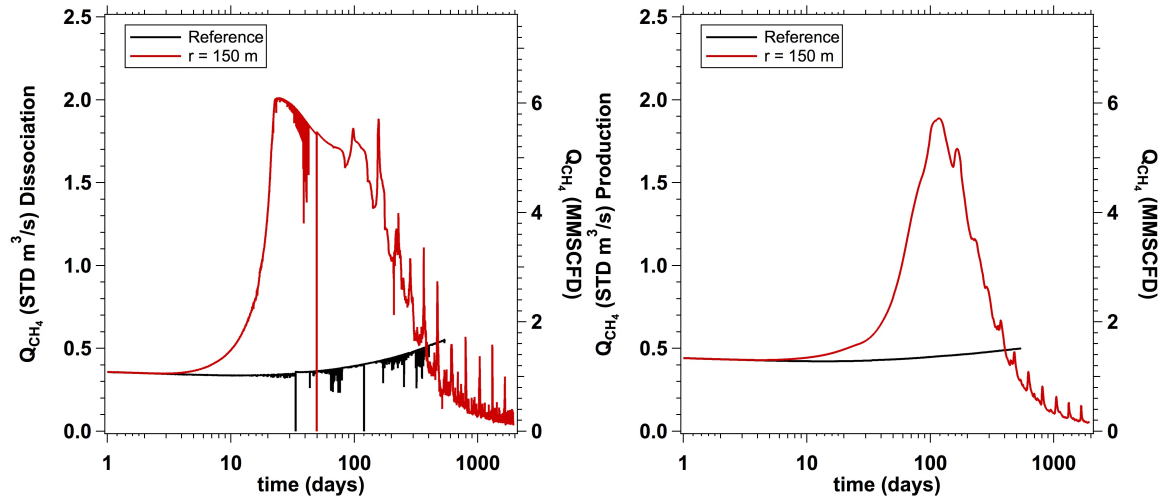 2.5
2.0
1.5
1.0
0.5
0.0
Q_CH4 (STD m³/s) Dissociation
Reference
r = 150 m
6
4
2
0
Q_CH4 (MMSCFD)
1
10
100
1000
time (days)
2.5
2.0
1.5
1.0
0.5
0.0
Q_CH4 (STD m³/s) Production
Reference
r = 150 m
6
4
2
0
Q_CH4 (MMSCFD)
1
10
100
1000
time (days)